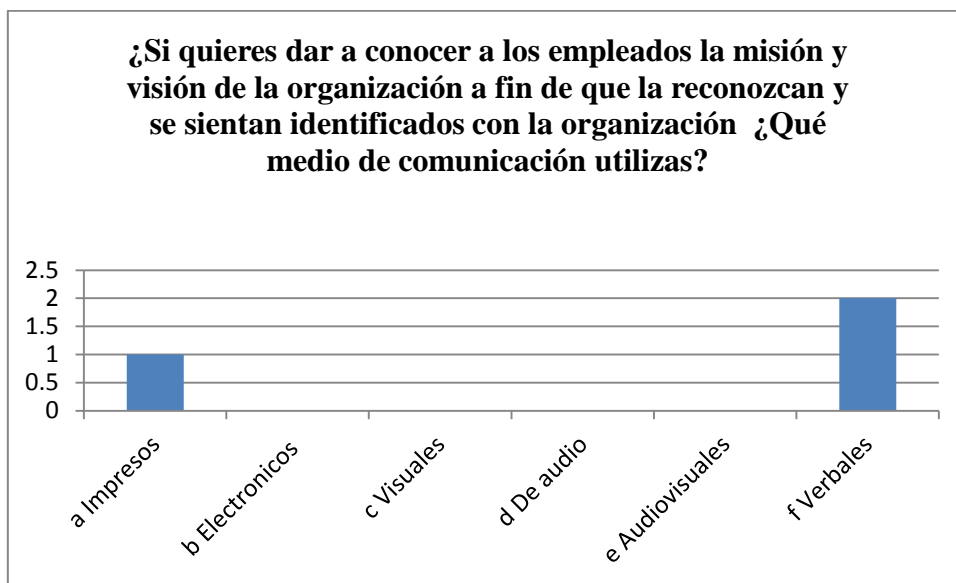 ¿Si quieres dar a conocer a los empleados la misión y
visión de la organización a fin de que la reconozcan y
se sientan identificados con la organización ¿Qué
medio de comunicación utilizas?
2.5
2
1.5
1
0.5
0
a Impresos
b Electronicos
c Visuales
d De audio
e Audiovisuales
f Verbales